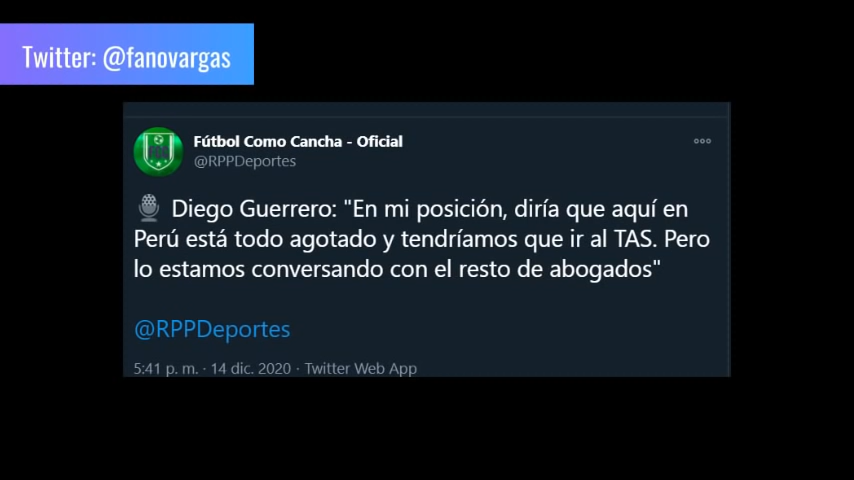 Twitter: @fanovargas
Fútbol Como Cancha - Oficial
@RPPDeportes
Diego Guerrero: "En mi posición, diría que aquí en
Perú está todo agotado y tendríamos que ir al TAS. Pero
lo estamos conversando con el resto de abogados"
@RPPDeportes
5:41 p. m. · 14 dic. 2020 · Twitter Web App